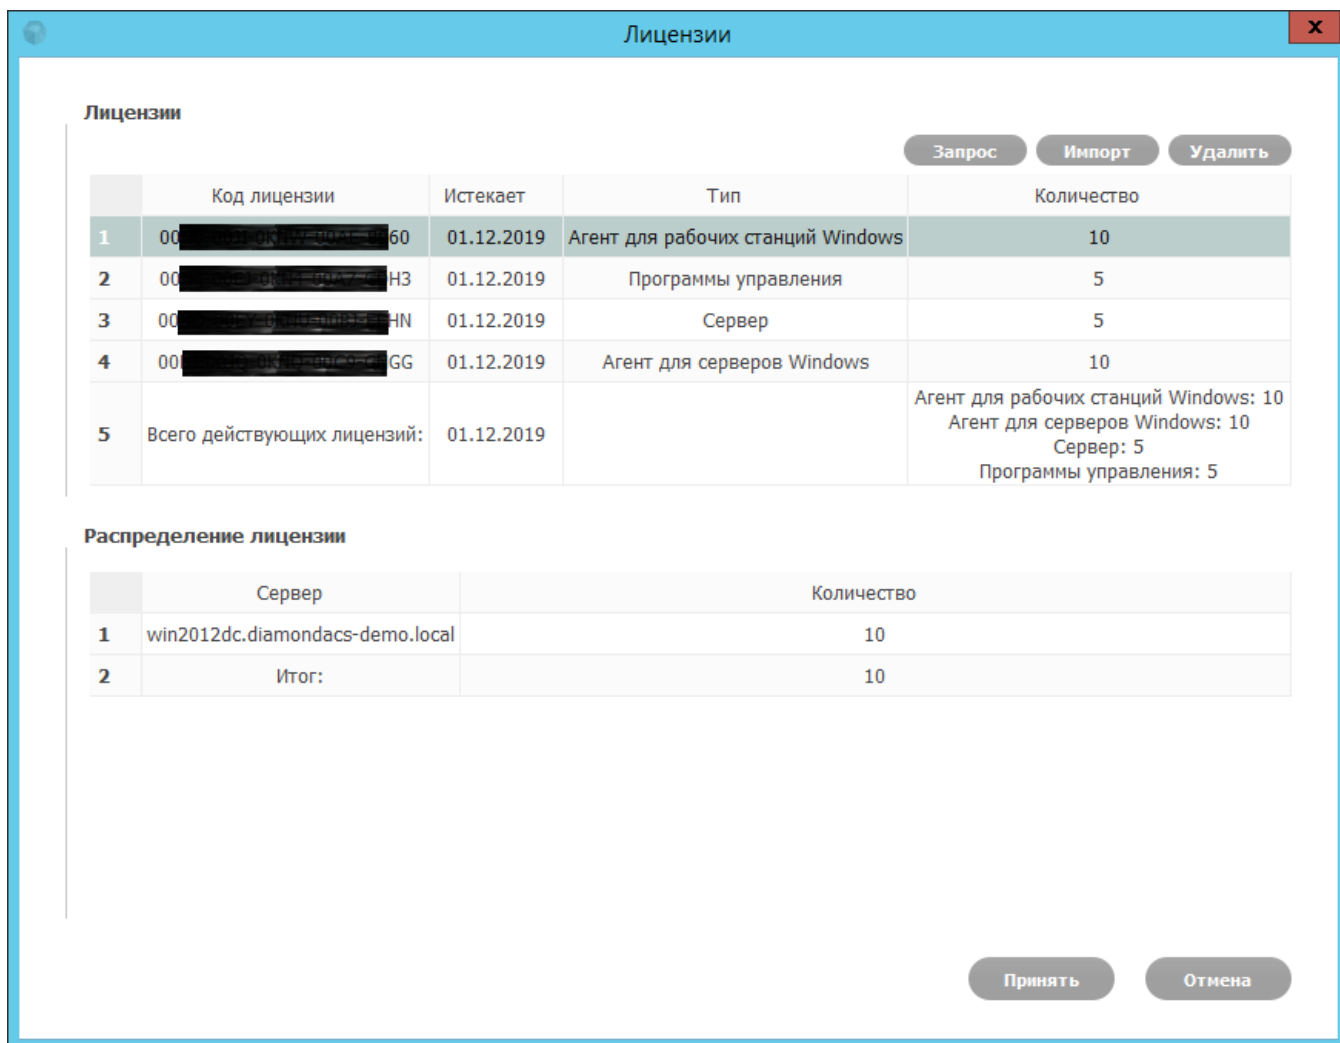 Лицензии
x
Лицензии
Запрос Импорт Удалить
Код лицензии Истекает Тип Количество
1 00 60 01.12.2019 Агент для рабочих станций Windows 10
2 00 H3 01.12.2019 Программы управления 5
3 00 HN 01.12.2019 Сервер 5
4 00 GG 01.12.2019 Агент для серверов Windows 10
5 Всего действующих лицензий: 01.12.2019 Агент для рабочих станций Windows: 10
Агент для серверов Windows: 10
Сервер: 5
Программы управления: 5
Распределение лицензии
Сервер Количество
1 win2012dc.diamondacs-demo.local 10
2 Итог: 10
Принять Отмена